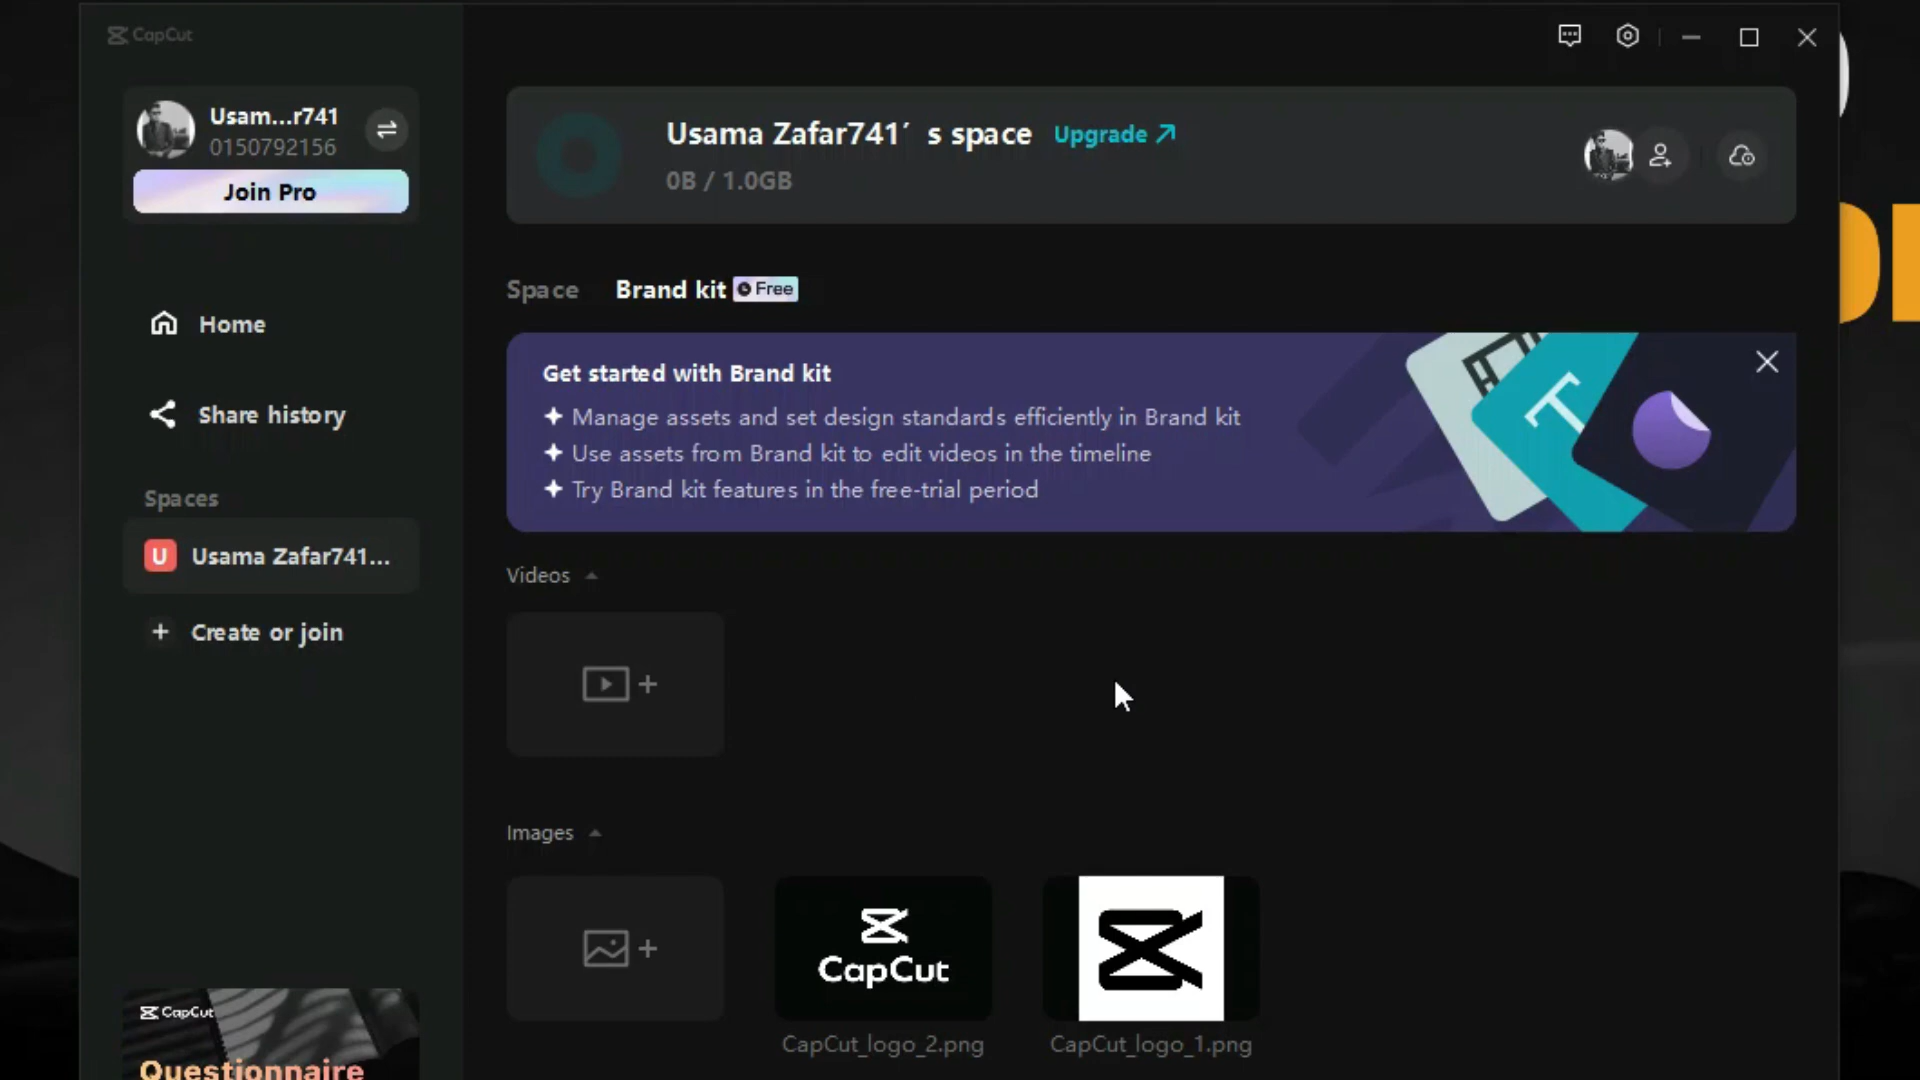 CapCut
Usam...r741
0150792156
Join Pro
Home
Share history
Spaces
U
Usama Zafar741...
Create or join
CapCut
Questionnaire
Usama Zafar741´ s space
Upgrade
0B / 1.0GB
Space
Brand kit
Free
Get started with Brand kit
Manage assets and set design standards efficiently in Brand kit
Use assets from Brand kit to edit videos in the timeline
Try Brand kit features in the free-trial period
T
Videos
Images
CapCut
CapCut_logo_2.png
CapCut_logo_1.png